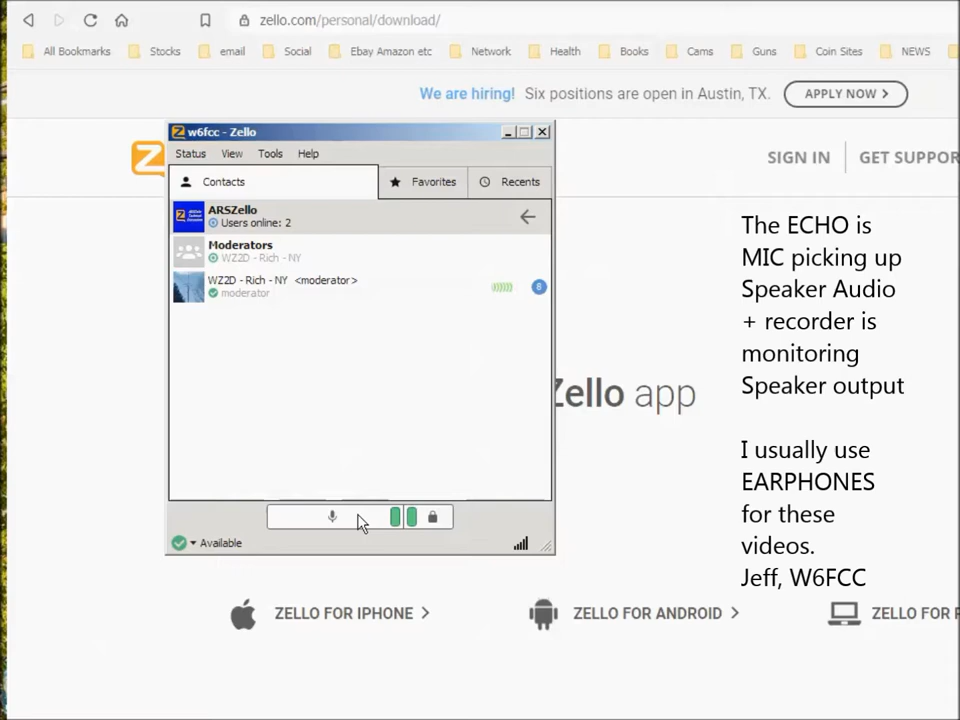 zello.com/personal/download/
All Bookmarks Stocks email Social Ebay Amazon etc Network Health Books Cams Guns Coin Sites NEWS
We are hiring! Six positions are open in Austin, TX. APPLY NOW >
w6fcc - Zello
Status View Tools Help
SIGN IN GET SUPPOR
Contacts Favorites Recents
ARSZello
Users online: 2
Moderators
WZ2D - Rich - NY
WZ2D - Rich - NY <moderator>
moderator
8
Zello app
Available
The ECHO is
MIC picking up
Speaker Audio
+ recorder is
monitoring
Speaker output
I usually use
EARPHONES
for these
videos.
Jeff, W6FCC
ZELLO FOR IPHONE > ZELLO FOR ANDROID > ZELLO FOR P